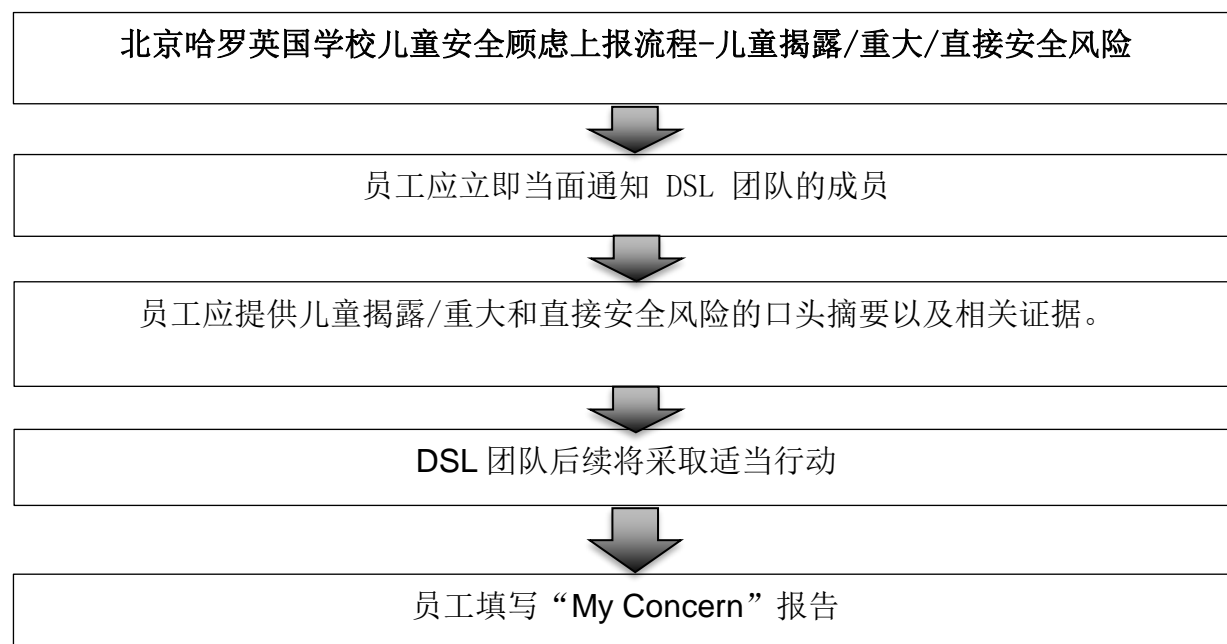 北京哈罗英国学校儿童安全顾虑上报流程-儿童揭露/重大/直接安全风险
员工应立即当面通知 DSL 团队的成员
员工应提供儿童揭露/重大和直接安全风险的口头摘要以及相关证据。
DSL 团队后续将采取适当行动
员工填写“My Concern”报告